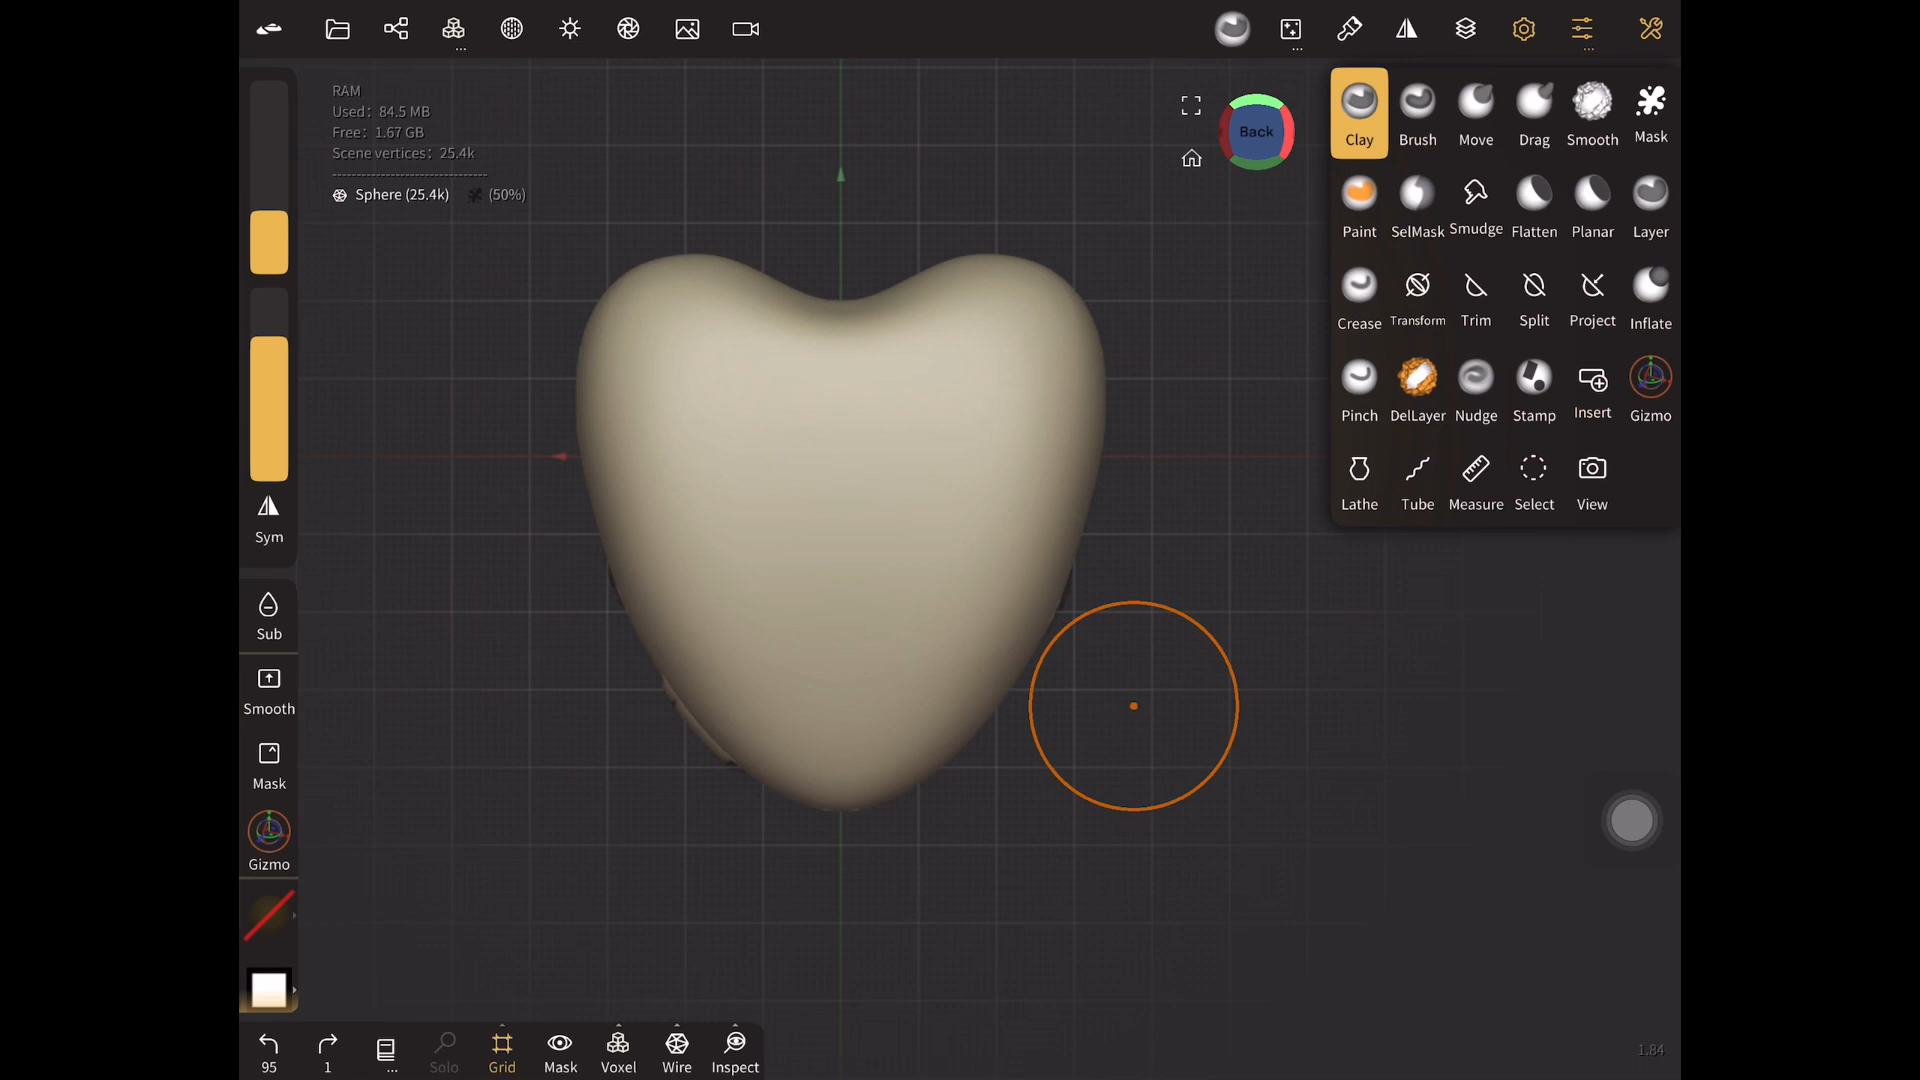 RAM
Used: 84.5 MB
Free: 1.67 GB
Scene vertices: 25.4k
--------------------------------
Sphere (25.4k) (50%)
Back
Clay Brush Move Drag Smooth Mask
Paint SelMask Smudge Flatten Planar Layer
Crease Transform Trim Split Project Inflate
Pinch DelLayer Nudge Stamp Insert Gizmo
Lathe Tube Measure Select View
Sym
Sub
Smooth
Mask
Gizmo
95 1 ... Solo Grid Mask Voxel Wire Inspect
1.84